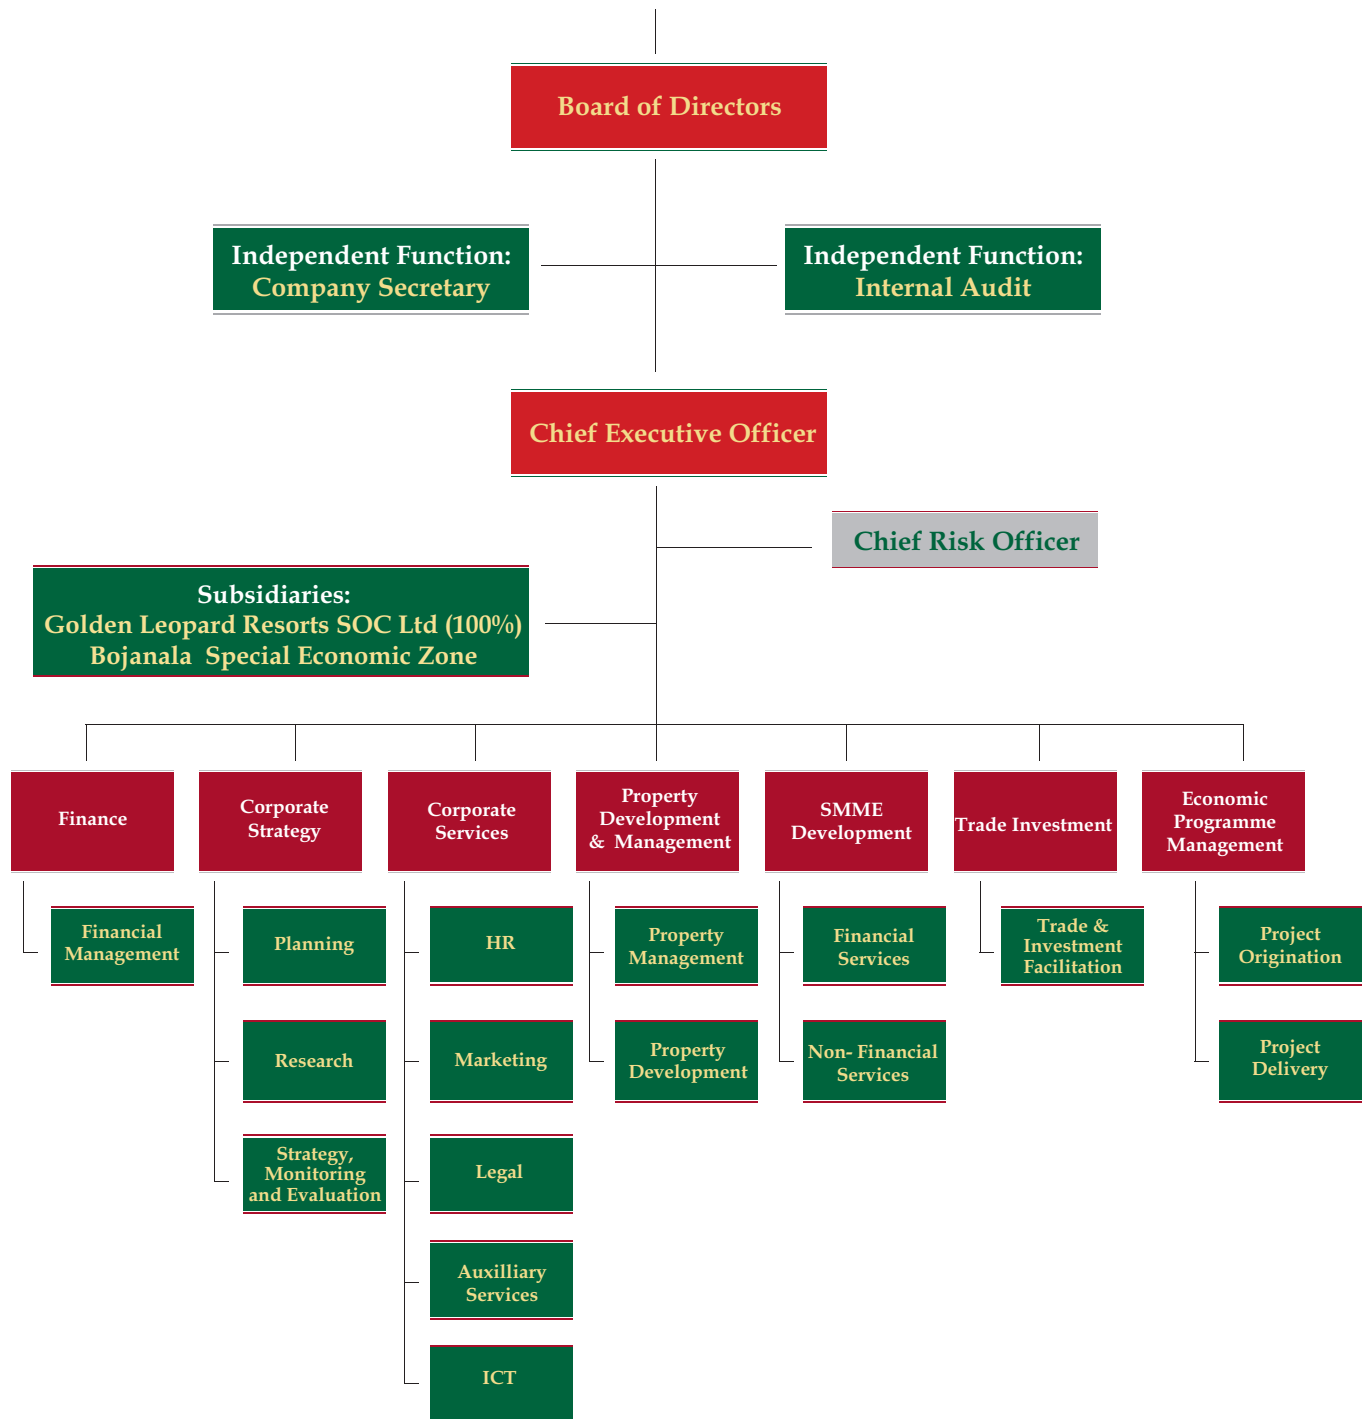 Board of Directors
Independent Function:
Company Secretary
Independent Function:
Internal Audit
Chief Executive Officer
Chief Risk Officer
Subsidiaries:
Golden Leopard Resorts SOC Ltd (100%)
Bojanala Special Economic Zone
Finance
Corporate
Strategy
Corporate
Services
Property
Development
& Management
SMME
Development
Trade Investment
Economic
Programme
Management
Financial
Management
Planning
Research
Strategy,
Monitoring
and Evaluation
HR
Marketing
Legal
Auxilliary
Services
ICT
Property
Management
Property
Development
Financial
Services
Non- Financial
Services
Trade &
Investment
Facilitation
Project
Origination
Project
Delivery